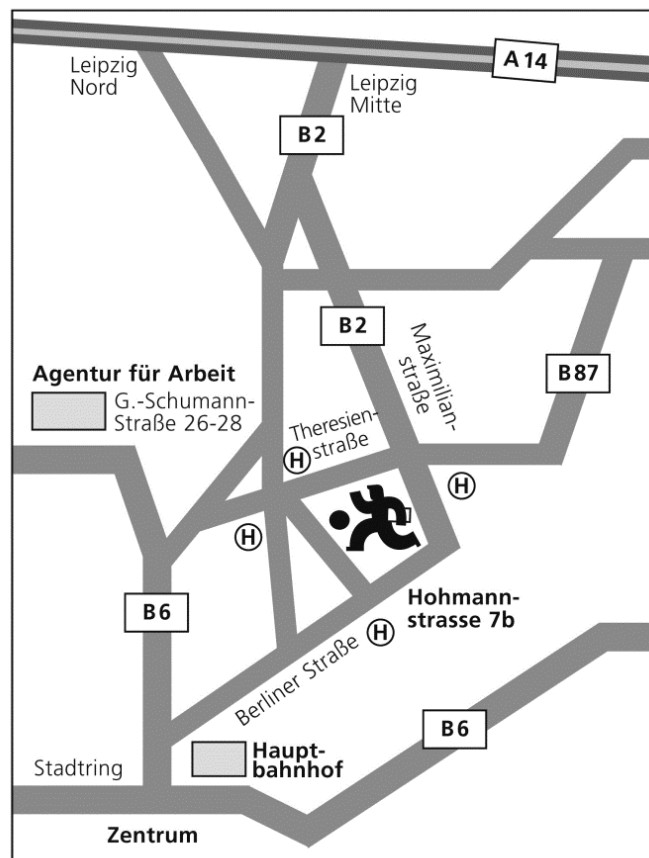 A 14
Leipzig
Nord
Leipzig
Mitte
B 2
B 2
Maximilian-
straße
B 87
Agentur für Arbeit
G.-Schumann-
Straße 26-28
Theresien-
straße
H
H
H
B 6
Hohmann-
strasse 7b
H
Berliner Straße
B 6
Haupt-
bahnhof
Stadtring
Zentrum